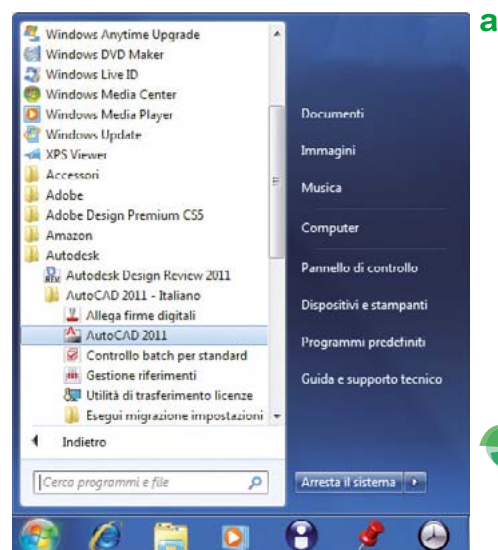 a
Windows Anytime Upgrade
Windows DVD Maker
Windows Live ID
Windows Media Center
Windows Media Player
Windows Update
XPS Viewer
Accessori
Adobe
Adobe Design Premium CS5
Amazon
Autodesk
Autodesk Design Review 2011
AutoCAD 2011 - Italiano
Allega firme digitali
AutoCAD 2011
Controllo batch per standard
Gestione riferimenti
Utilità di trasferimento licenze
Esegui migrazione impostazioni
Indietro
Cerca programmi e file
Documenti
Immagini
Musica
Computer
Pannello di controllo
Dispositivi e stampanti
Programmi predefiniti
Guida e supporto tecnico
Arresta il sistema